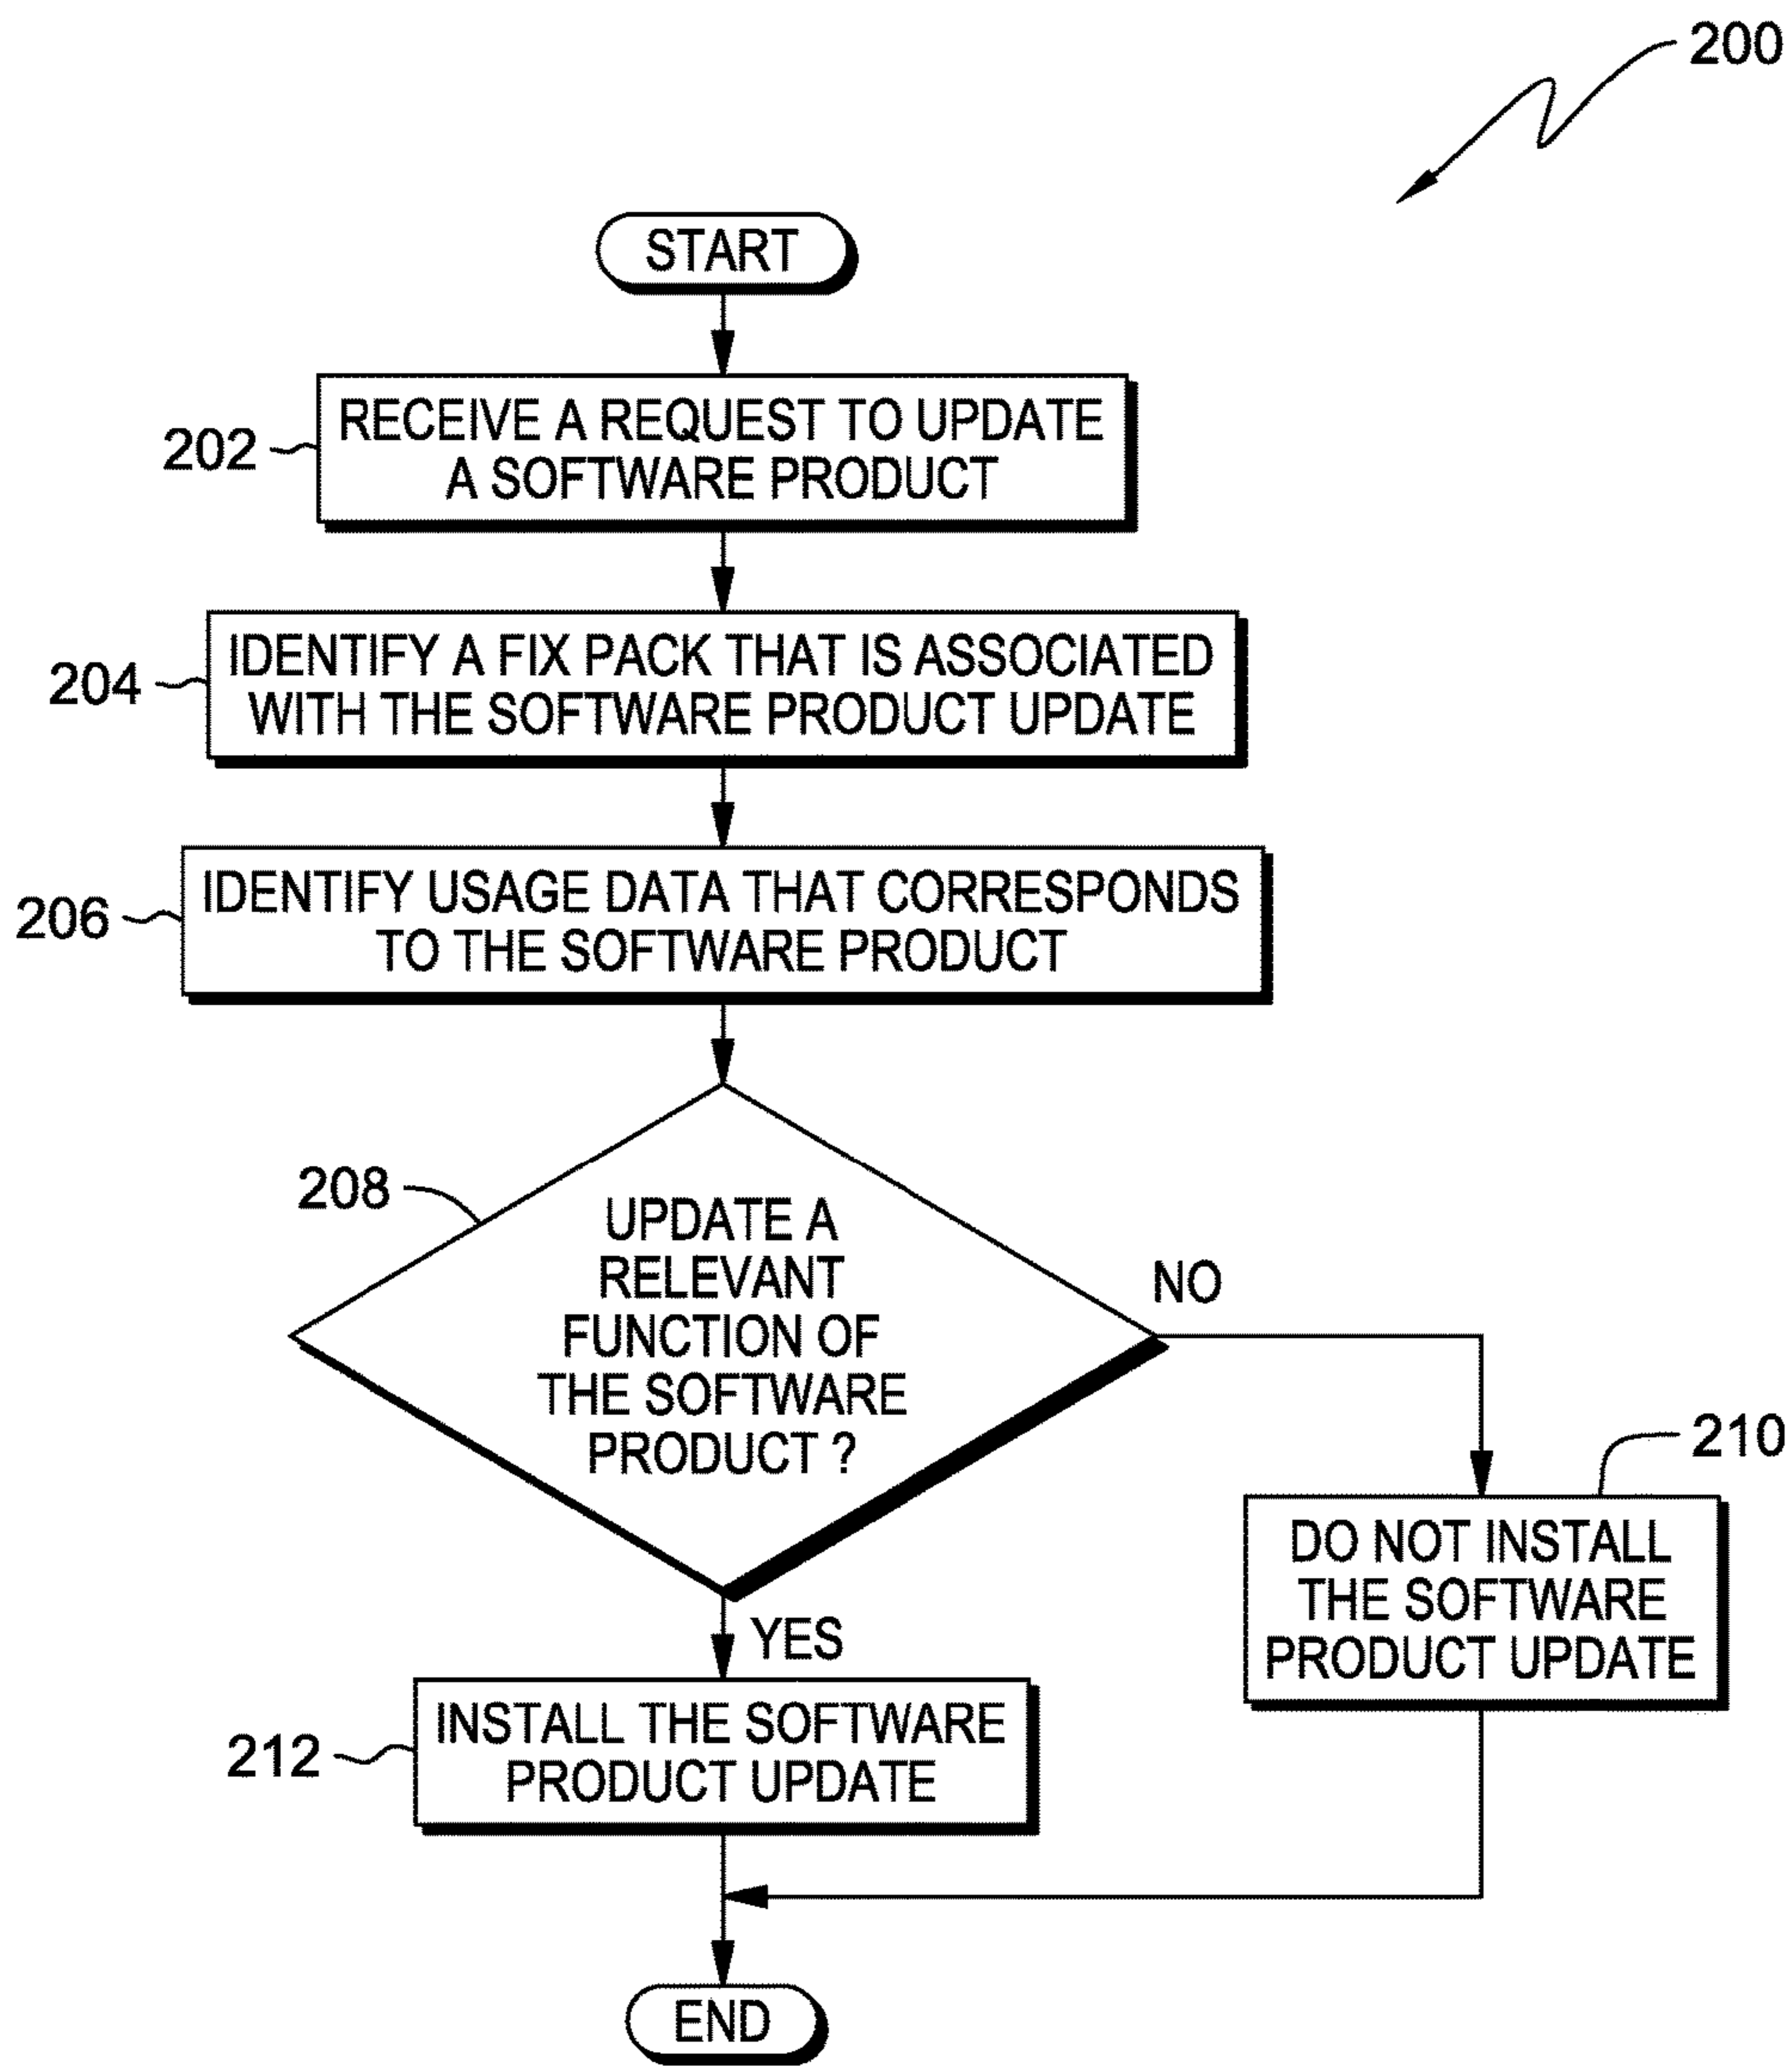 200
START
202
RECEIVE A REQUEST TO UPDATE
A SOFTWARE PRODUCT
204
IDENTIFY A FIX PACK THAT IS ASSOCIATED
WITH THE SOFTWARE PRODUCT UPDATE
206
IDENTIFY USAGE DATA THAT CORRESPONDS
TO THE SOFTWARE PRODUCT
208
UPDATE A
RELEVANT
FUNCTION OF
THE SOFTWARE
PRODUCT ?
NO
210
DO NOT INSTALL
THE SOFTWARE
PRODUCT UPDATE
YES
212
INSTALL THE SOFTWARE
PRODUCT UPDATE
END